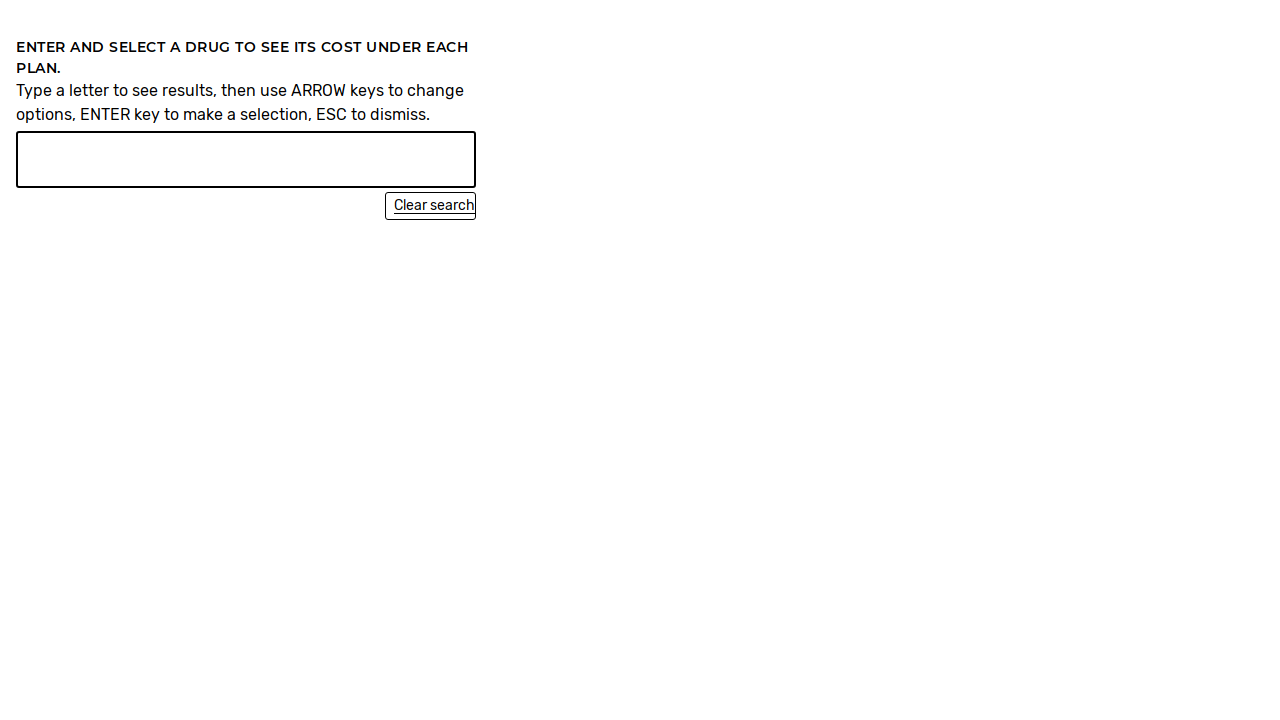 ENTER AND SELECT A DRUG TO SEE ITS COST UNDER EACH
PLAN.
Type a letter to see results, then use ARROW keys to change
options, ENTER key to make a selection, ESC to dismiss.
Clear search